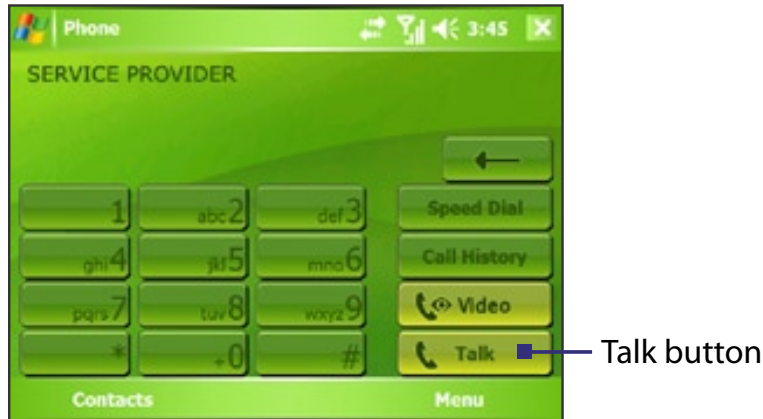 Phone 3:45
SERVICE PROVIDER
←
1 abc2 def3 Speed Dial
ghi4 jkl5 mno6 Call History
pqrs7 tuv8 wxyz9 Video
* +0 # Talk
Talk button
Contacts Menu